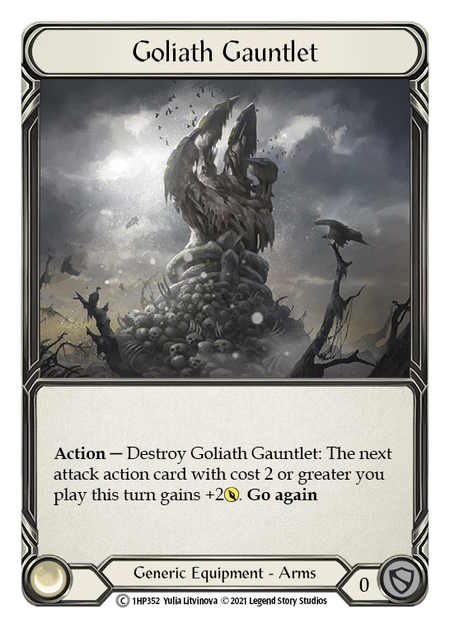 Goliath Gauntlet
Action — Destroy Goliath Gauntlet: The next
attack action card with cost 2 or greater you
play this turn gains +2. Go again
Generic Equipment - Arms
0
C 1HP352 Yulia Litvinova © 2021 Legend Story Studios